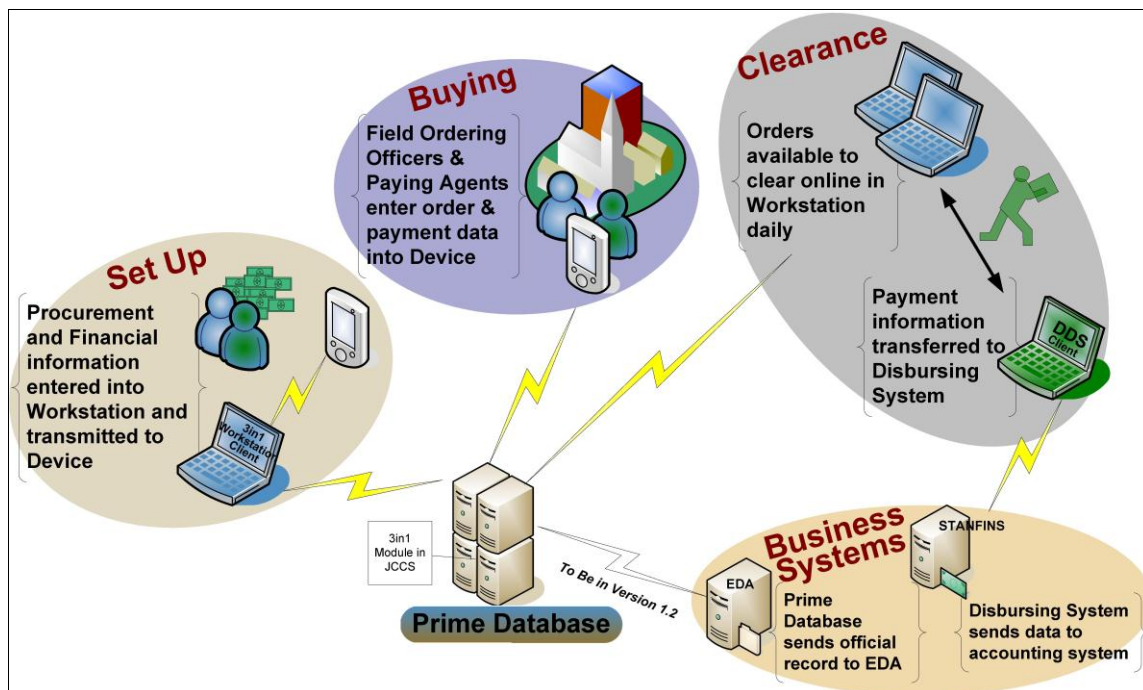 Set Up
Procurement
and Financial
information
entered into
Workstation and
transmitted to
Device
3in1
Workstation
Client
Buying
Field Ordering
Officers &
Paying Agents
enter order &
payment data
into Device
Clearance
Orders
available to
clear online in
Workstation
daily
Payment
information
transferred to
Disbursing
System
DDS
Client
3in1
Module in
JCCS
Prime Database
To Be in Version 1.2
Business
Systems
EDA
Prime
Database
sends official
record to EDA
STANFINS
Disbursing System
sends data to
accounting system